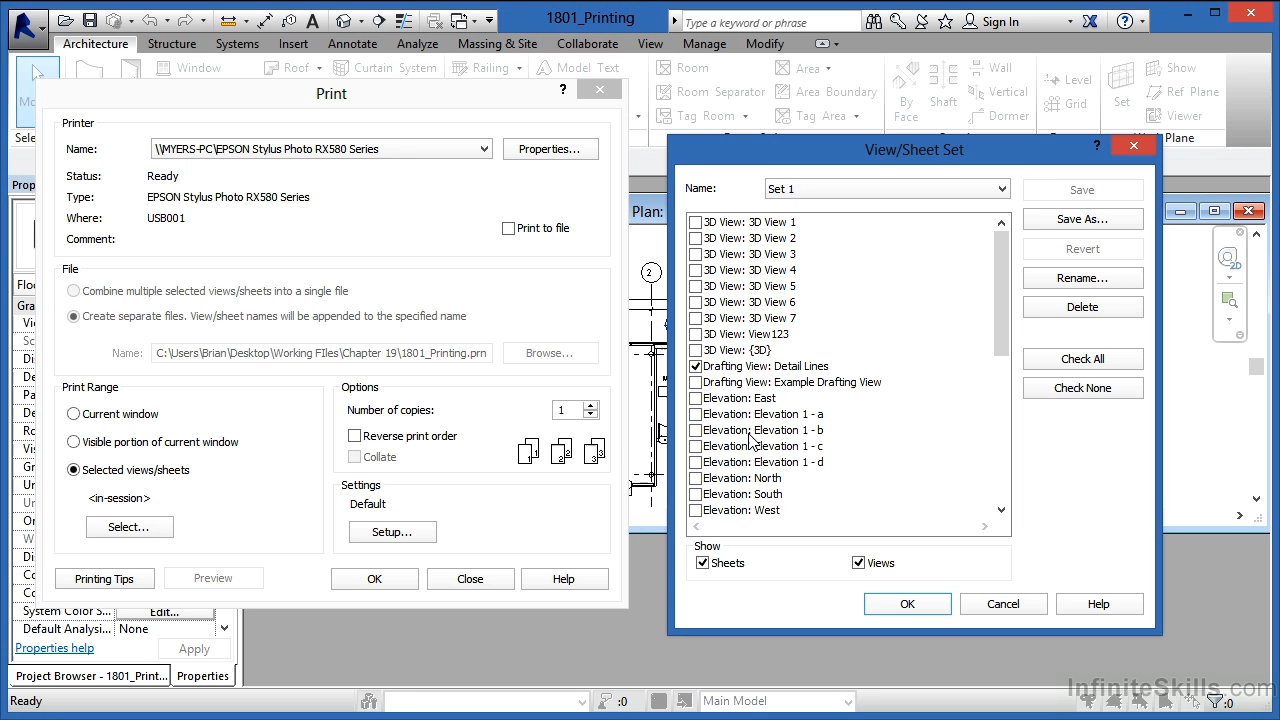 1801_Printing
Type a keyword or phrase
Sign In
Architecture Structure Systems Insert Annotate Analyze Massing & Site Collaborate View Manage Modify
Window Roof Curtain System Railing Model Text Room Area Wall Level Show
Room Separator Area Boundary Vertical Grid Ref Plane
Tag Room Tag Area By Face Shaft Dormer Set Viewer
Print
Printer
Name: \\MYERS-PC\EPSON Stylus Photo RX580 Series Properties...
Status: Ready
Type: EPSON Stylus Photo RX580 Series
Where: USB001
Comment: Print to file
File
Combine multiple selected views/sheets into a single file
Create separate files. View/sheet names will be appended to the specified name
Name: C:\Users\Brian\Desktop\Working FIles\Chapter 19\1801_Printing.prn Browse...
Print Range
Current window
Visible portion of current window
Selected views/sheets
<in-session>
Select...
Options
Number of copies: 1
Reverse print order
Collate
Settings
Default
Setup...
Printing Tips Preview OK Close Help
View/Sheet Set
Name: Set 1
3D View: 3D View 1
3D View: 3D View 2
3D View: 3D View 3
3D View: 3D View 4
3D View: 3D View 5
3D View: 3D View 6
3D View: 3D View 7
3D View: View123
3D View: {3D}
Drafting View: Detail Lines
Drafting View: Example Drafting View
Elevation: East
Elevation: Elevation 1 - a
Elevation: Elevation 1 - b
Elevation: Elevation 1 - c
Elevation: Elevation 1 - d
Elevation: North
Elevation: South
Elevation: West
Save
Save As...
Revert
Rename...
Delete
Check All
Check None
Show
Sheets Views
OK Cancel Help
Plan:
2
System Color S... Edit...
Default Analysi... None
Properties help Apply
Project Browser - 1801_Print... Properties
Ready :0 Main Model :0
InfiniteSkills.com